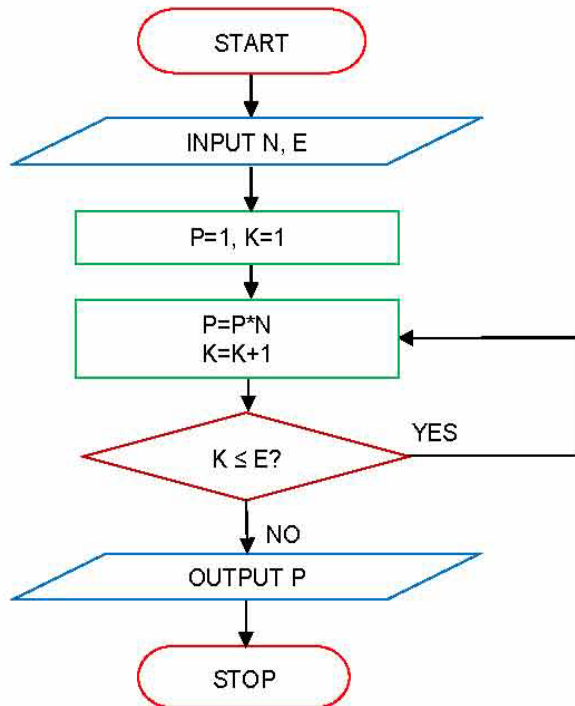 START
INPUT N, E
P=1, K=1
P=P*N
K=K+1
K ≤ E?
YES
NO
OUTPUT P
STOP